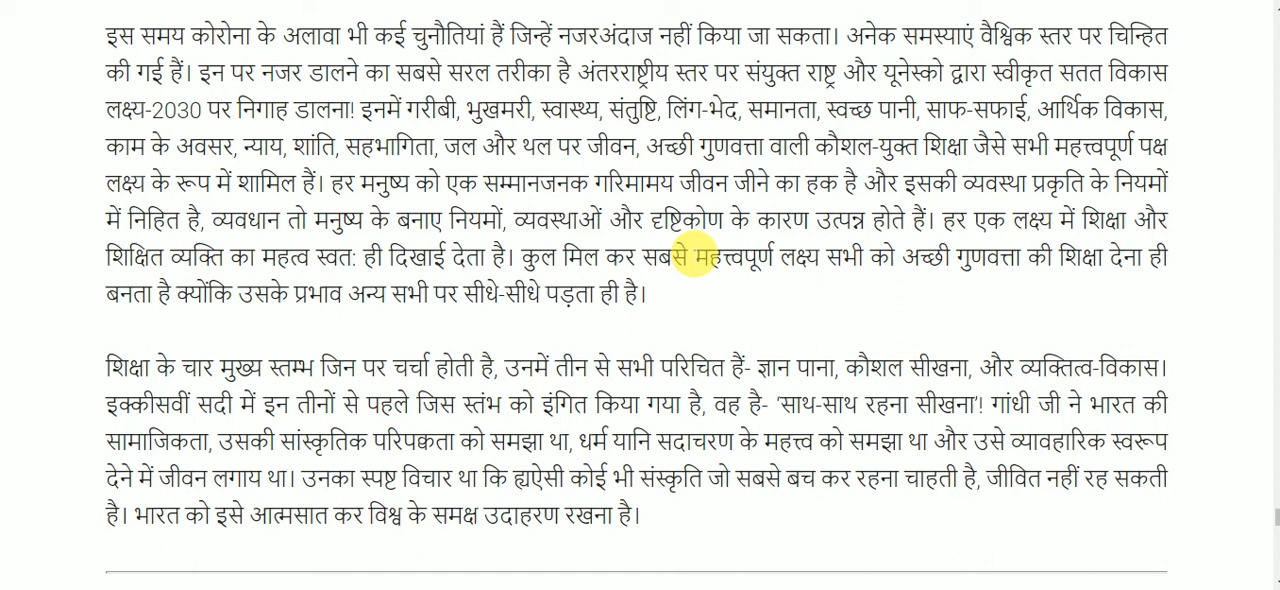 इस समय कोरोना के अलावा भी कई चुनौतियां हैं जिन्हें नजरअंदाज नहीं किया जा सकता। अनेक समस्याएं वैश्विक स्तर पर चिन्हित
की गई हैं। इन पर नजर डालने का सबसे सरल तरीका है अंतरराष्ट्रीय स्तर पर संयुक्त राष्ट्र और यूनेस्को द्वारा स्वीकृत सतत विकास
लक्ष्य-2030 पर निगाह डालना! इनमें गरीबी, भुखमरी, स्वास्थ्य, संतुष्टि, लिंग-भेद, समानता, स्वच्छ पानी, साफ-सफाई, आर्थिक विकास,
काम के अवसर, न्याय, शांति, सहभागिता, जल और थल पर जीवन, अच्छी गुणवत्ता वाली कौशल-युक्त शिक्षा जैसे सभी महत्त्वपूर्ण पक्ष
लक्ष्य के रूप में शामिल हैं। हर मनुष्य को एक सम्मानजनक गरिमामय जीवन जीने का हक है और इसकी व्यवस्था प्रकृति के नियमों
में निहित है, व्यवधान तो मनुष्य के बनाए नियमों, व्यवस्थाओं और दृष्टिकोण के कारण उत्पन्न होते हैं। हर एक लक्ष्य में शिक्षा और
शिक्षित व्यक्ति का महत्व स्वत: ही दिखाई देता है। कुल मिल कर सबसे महत्त्वपूर्ण लक्ष्य सभी को अच्छी गुणवत्ता की शिक्षा देना ही
बनता है क्योंकि उसके प्रभाव अन्य सभी पर सीधे-सीधे पड़ता ही है।
शिक्षा के चार मुख्य स्तम्भ जिन पर चर्चा होती है, उनमें तीन से सभी परिचित हैं- ज्ञान पाना, कौशल सीखना, और व्यक्तित्व-विकास।
इक्कीसवीं सदी में इन तीनों से पहले जिस स्तंभ को इंगित किया गया है, वह है- ‘साथ-साथ रहना सीखना’! गांधी जी ने भारत की
सामाजिकता, उसकी सांस्कृतिक परिपक्वता को समझा था, धर्म यानि सदाचरण के महत्त्व को समझा था और उसे व्यावहारिक स्वरूप
देने में जीवन लगाय था। उनका स्पष्ट विचार था कि ह्यऐसी कोई भी संस्कृति जो सबसे बच कर रहना चाहती है, जीवित नहीं रह सकती
है। भारत को इसे आत्मसात कर विश्व के समक्ष उदाहरण रखना है।